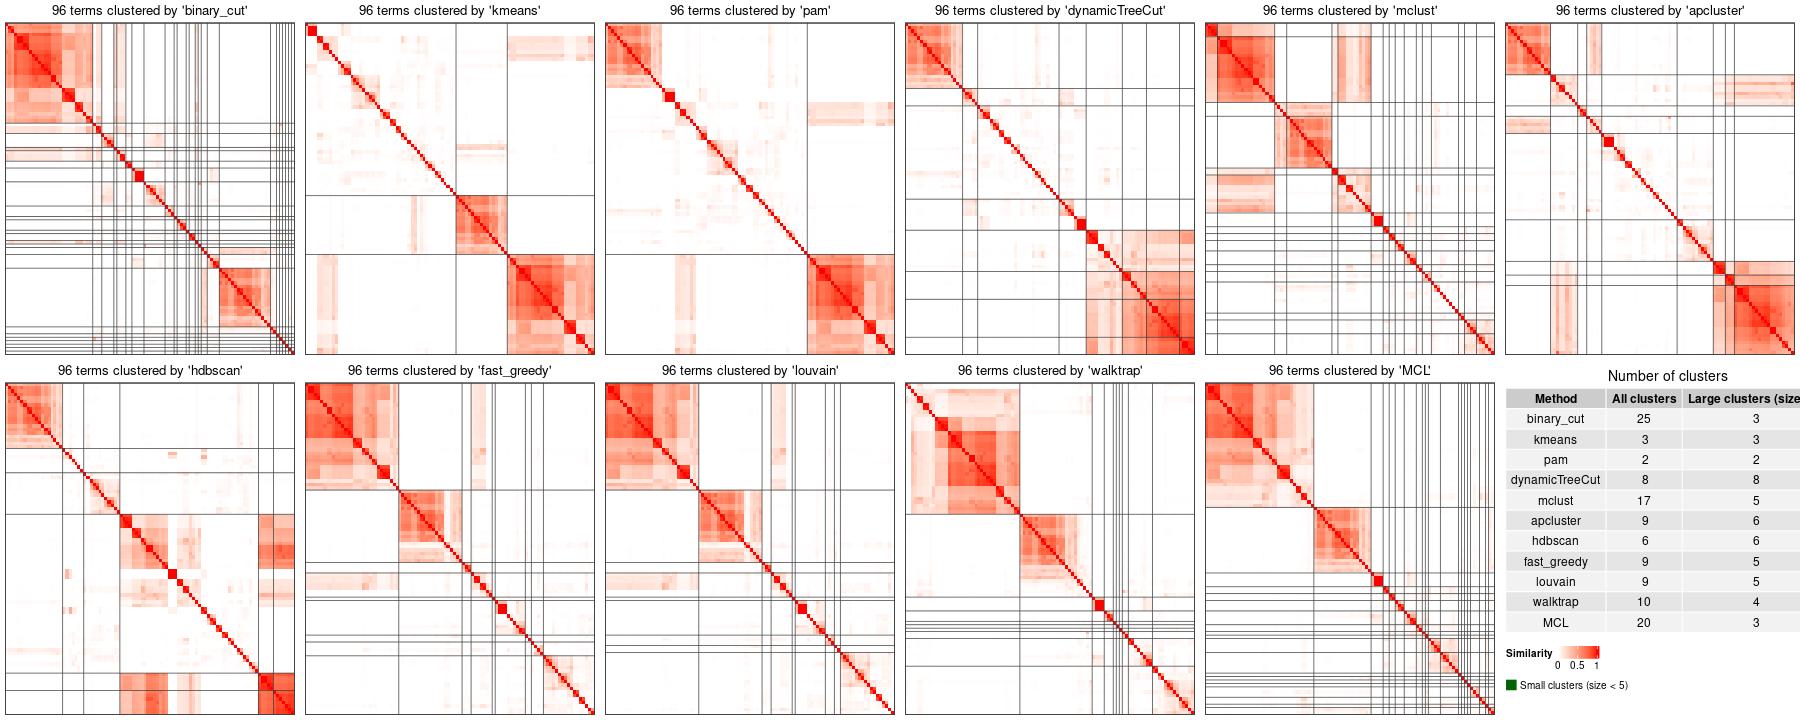 96 terms clustered by 'binary_cut'
96 terms clustered by 'kmeans'
96 terms clustered by 'pam'
96 terms clustered by 'dynamicTreeCut'
96 terms clustered by 'mclust'
96 terms clustered by 'apcluster'
96 terms clustered by 'hdbscan'
96 terms clustered by 'fast_greedy'
96 terms clustered by 'louvain'
96 terms clustered by 'walktrap'
96 terms clustered by 'MCL'
Number of clusters
Method All clusters Large clusters (size
binary_cut 25 3
kmeans 3 3
pam 2 2
dynamicTreeCut 8 8
mclust 17 5
apcluster 9 6
hdbscan 6 6
fast_greedy 9 5
louvain 9 5
walktrap 10 4
MCL 20 3
Similarity
0 0.5 1
Small clusters (size < 5)